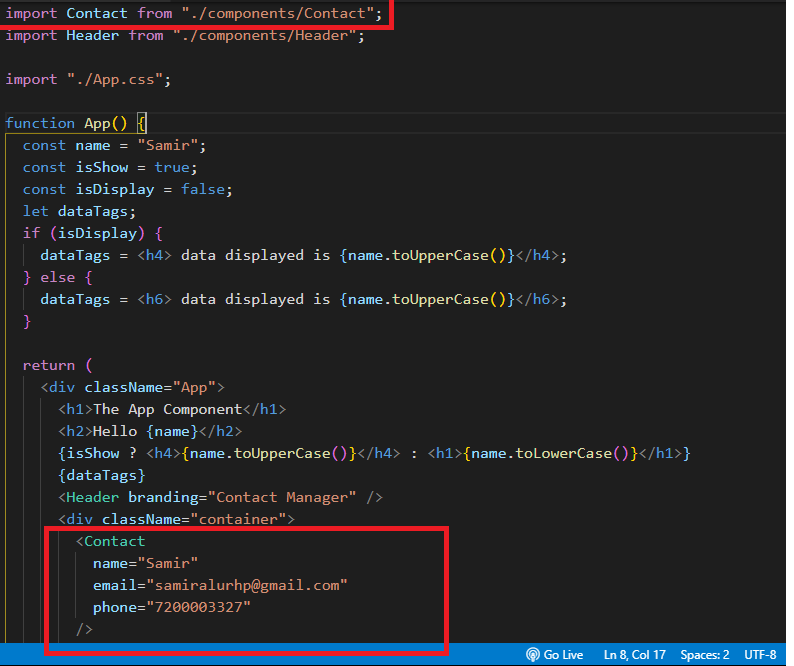 import Contact from "./components/Contact";
import Header from "./components/Header";
import "./App.css";
function App() {
const name = "Samir";
const isShow = true;
const isDisplay = false;
let dataTags;
if (isDisplay) {
dataTags = <h4> data displayed is {name.toUpperCase()}</h4>;
} else {
dataTags = <h6> data displayed is {name.toUpperCase()}</h6>;
}
return (
<div className="App">
<h1>The App Component</h1>
<h2>Hello {name}</h2>
{isShow ? <h4>{name.toUpperCase()}</h4> : <h1>{name.toLowerCase()}</h1>}
{dataTags}
<Header branding="Contact Manager" />
<div className="container">
<Contact
name="Samir"
email="samiralurhp@gmail.com"
phone="7200003327"
/>
Go Live Ln 8, Col 17 Spaces: 2 UTF-8